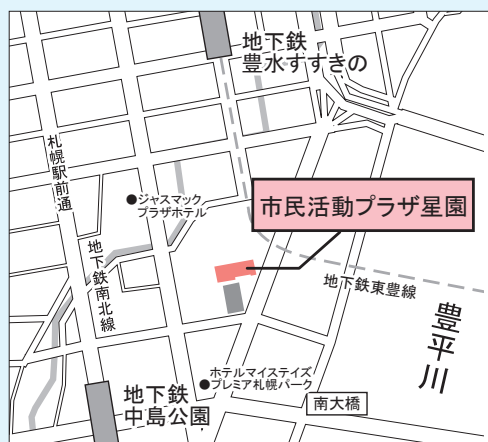 地下鉄
豊水すすきの
札幌駅前通
●ジャスマック
プラザホテル
市民活動プラザ星園
地下鉄南北線
地下鉄東豊線
豊平川
ホテルマイステイズ
●プレミア札幌パーク
地下鉄
中島公園
南大橋